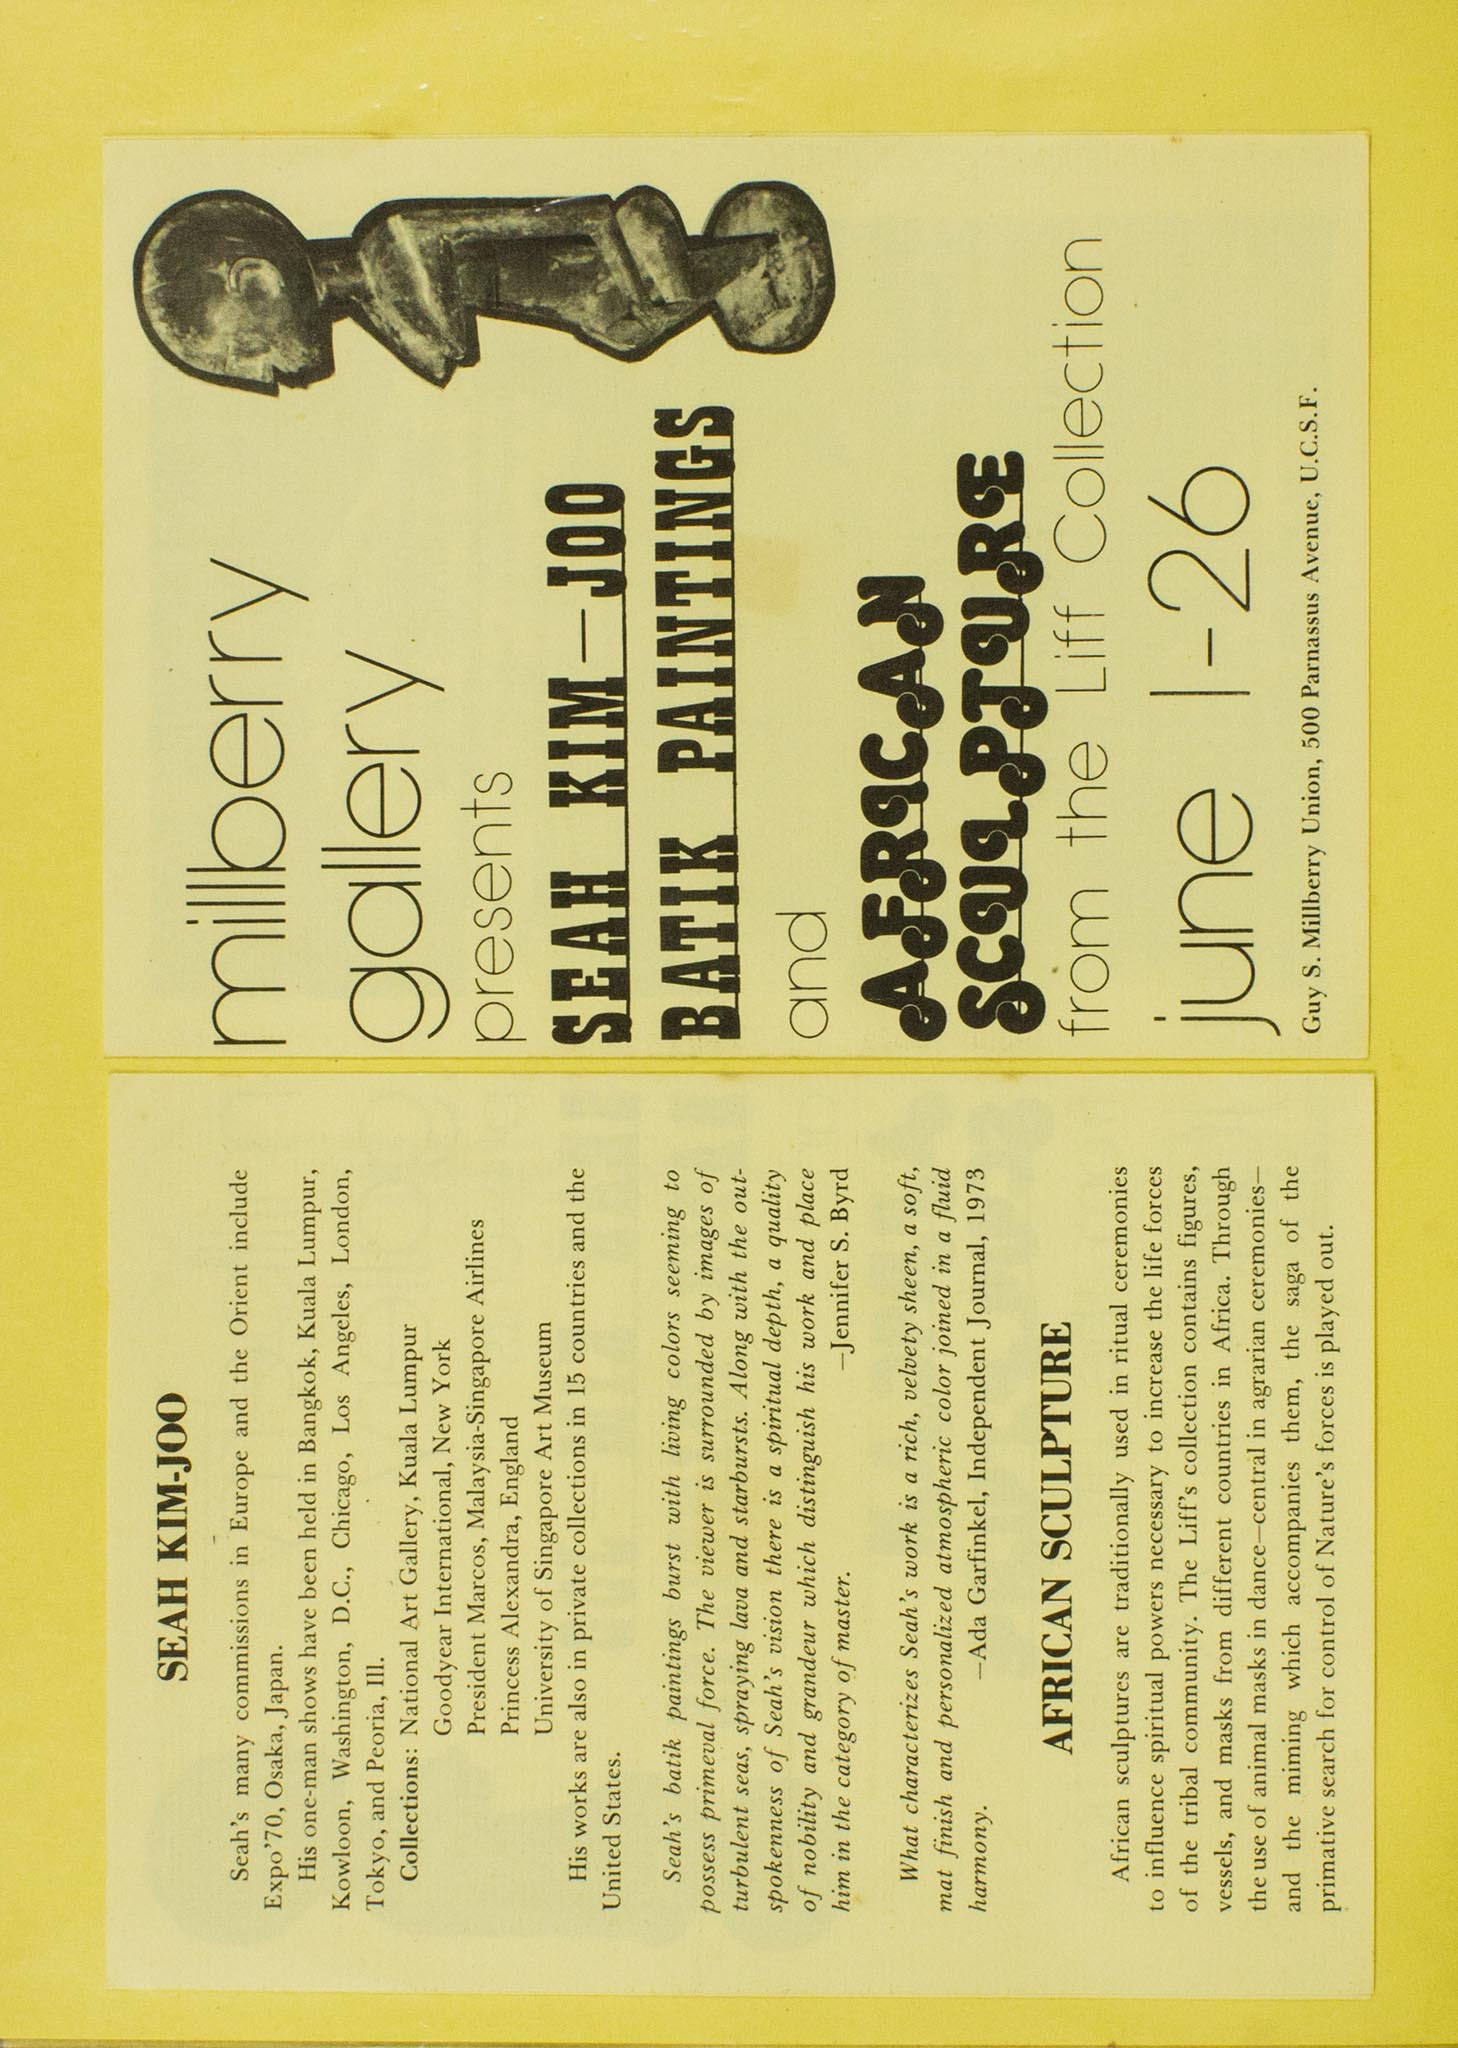 SEAH KIM-JOO
Seah's many commissions in Europe and the Orient include
Expo'70, Osaka, Japan.
His one-man shows have been held in Bangkok, Kuala Lumpur,
Kowloon, Washington, D.C., Chicago, Los Angeles, London,
Tokyo, and Peoria, Ill.
Collections: National Art Gallery, Kuala Lumpur
Goodyear International, New York
President Marcos, Malaysia-Singapore Airlines
Princess Alexandra, England
University of Singapore Art Museum
His works are also in private collections in 15 countries and the
United States.
Seah's batik paintings burst with living colors seeming to
possess primeval force. The viewer is surrounded by images of
turbulent seas, spraying lava and starbursts. Along with the out-
spokenness of Seah's vision there is a spiritual depth, a quality
of nobility and grandeur which distinguish his work and place
him in the category of master.
—Jennifer S. Byrd
What characterizes Seah's work is a rich, velvety sheen, a soft,
mat finish and personalized atmospheric color joined in a fluid
harmony. —Ada Garfinkel, Independent Journal, 1973
AFRICAN SCULPTURE
African sculptures are traditionally used in ritual ceremonies
to influence spiritual powers necessary to increase the life forces
of the tribal community. The Liff's collection contains figures,
vessels, and masks from different countries in Africa. Through
the use of animal masks in dance—central in agrarian ceremonies—
and the miming which accompanies them, the saga of the
primative search for control of Nature's forces is played out.
millberry
gallery
presents
SEAH KIM—JOO
BATIK PAINTINGS
and
AFRICAN
SCULPTURE
from the Liff Collection
june 1-26
Guy S. Millberry Union, 500 Parnassus Avenue, U.C.S.F.